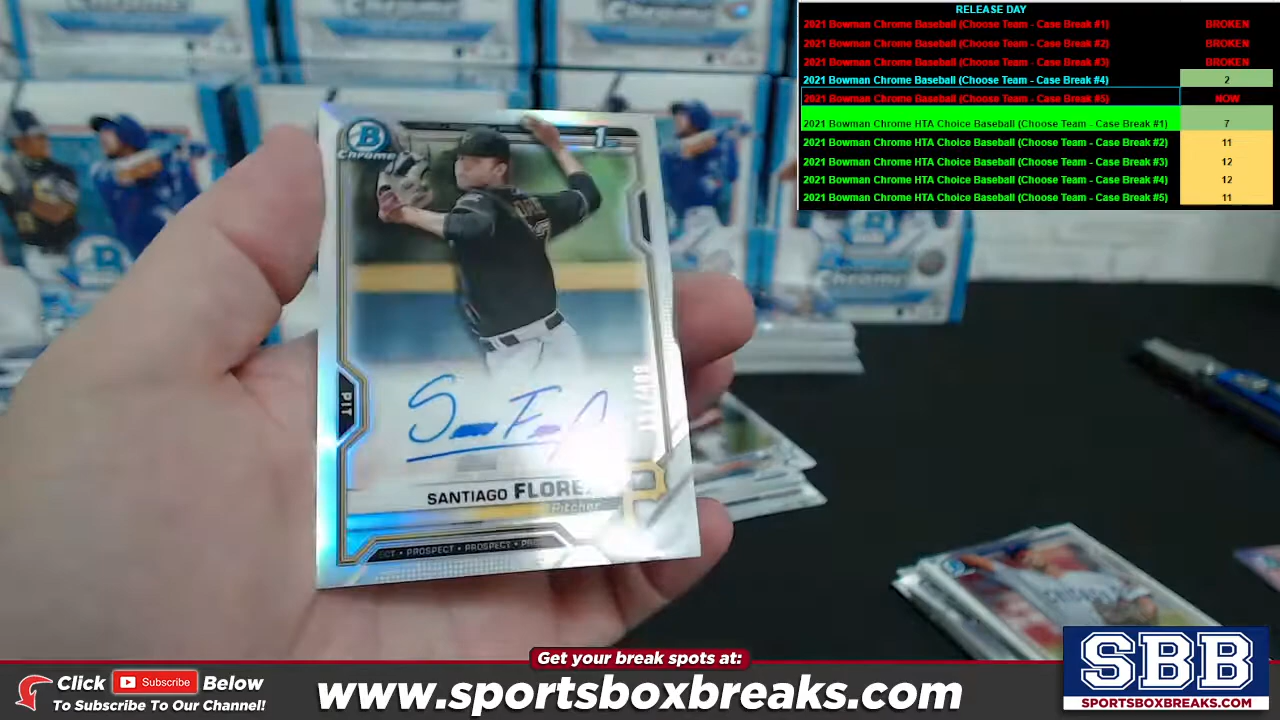 RELEASE DAY
2021 Bowman Chrome Baseball (Choose Team - Case Break #1) BROKEN
2021 Bowman Chrome Baseball (Choose Team - Case Break #2) BROKEN
2021 Bowman Chrome Baseball (Choose Team - Case Break #3) BROKEN
2021 Bowman Chrome Baseball (Choose Team - Case Break #4) 2
2021 Bowman Chrome Baseball (Choose Team - Case Break #5) NOW
2021 Bowman Chrome HTA Choice Baseball (Choose Team - Case Break #1) 7
2021 Bowman Chrome HTA Choice Baseball (Choose Team - Case Break #2) 11
2021 Bowman Chrome HTA Choice Baseball (Choose Team - Case Break #3) 12
2021 Bowman Chrome HTA Choice Baseball (Choose Team - Case Break #4) 12
2021 Bowman Chrome HTA Choice Baseball (Choose Team - Case Break #5) 11
B
Chrome
1st
PIT
SANTIAGO
Pitcher
PROSPECT • PROSPECT
P
Chrome
Get your break spots at:
Click Subscribe Below
To Subscribe To Our Channel!
www.sportsboxbreaks.com
SBB
SPORTSBOXBREAKS.COM